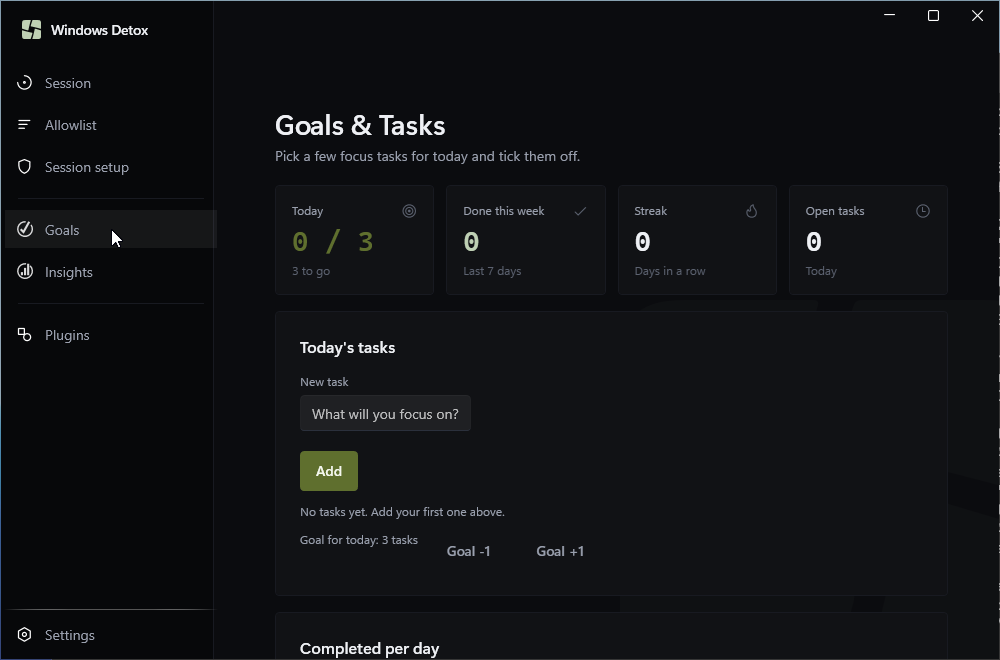 Windows Detox
Session
Allowlist
Session setup
Goals
Insights
Plugins
Settings
Goals & Tasks
Pick a few focus tasks for today and tick them off.
Today
0 / 3
3 to go
Done this week
0
Last 7 days
Streak
0
Days in a row
Open tasks
0
Today
Today's tasks
New task
What will you focus on?
Add
No tasks yet. Add your first one above.
Goal for today: 3 tasks
Goal -1
Goal +1
Completed per day